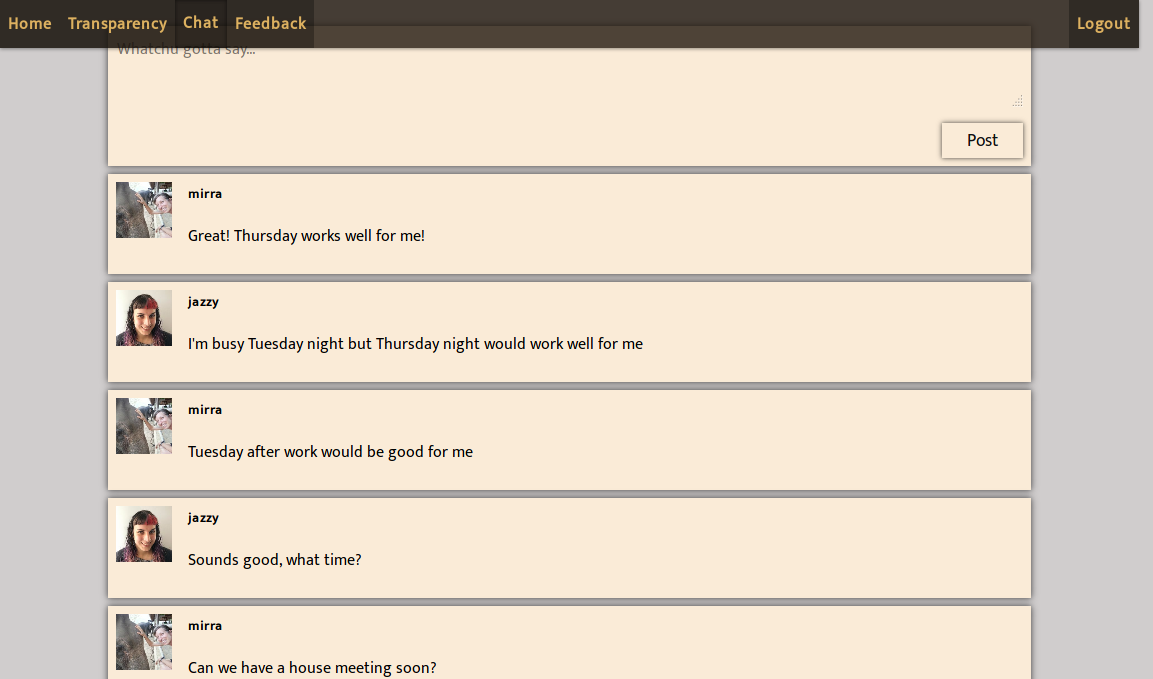 Home Transparency Chat Feedback Logout
Whatchu gotta say...
Post
mirra
Great! Thursday works well for me!
jazzy
I'm busy Tuesday night but Thursday night would work well for me
mirra
Tuesday after work would be good for me
jazzy
Sounds good, what time?
mirra
Can we have a house meeting soon?